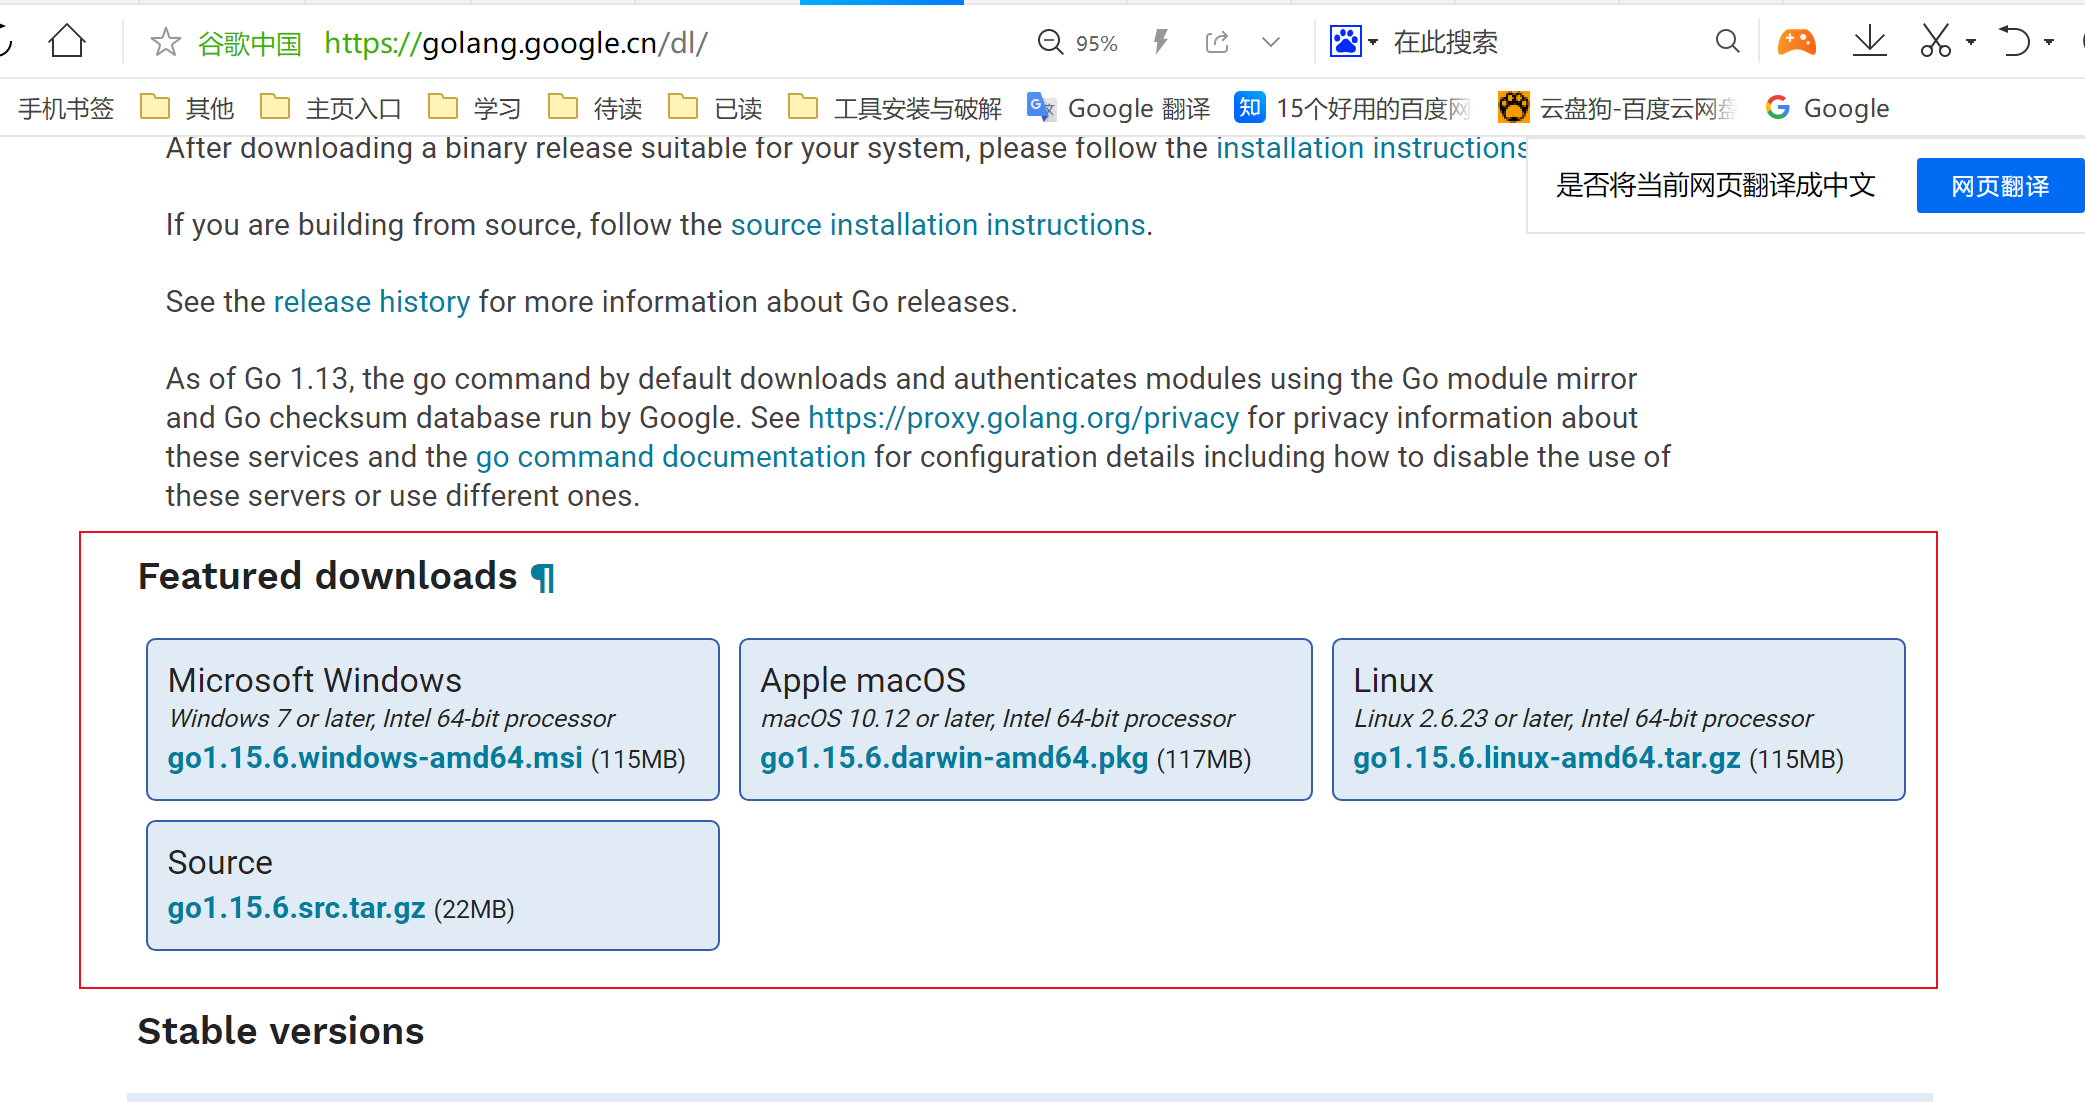 谷歌中国 https://golang.google.cn/dl/ 95% 在此搜索
手机书签 其他 主页入口 学习 待读 已读 工具安装与破解 Google 翻译 知 15个好用的百度网 云盘狗-百度云网盘 Google
After downloading a binary release suitable for your system, please follow the installation instructions
是否将当前网页翻译成中文 网页翻译
If you are building from source, follow the source installation instructions.
See the release history for more information about Go releases.
As of Go 1.13, the go command by default downloads and authenticates modules using the Go module mirror
and Go checksum database run by Google. See https://proxy.golang.org/privacy for privacy information about
these services and the go command documentation for configuration details including how to disable the use of
these servers or use different ones.
Featured downloads ¶
Microsoft Windows
Windows 7 or later, Intel 64-bit processor
go1.15.6.windows-amd64.msi (115MB)
Apple macOS
macOS 10.12 or later, Intel 64-bit processor
go1.15.6.darwin-amd64.pkg (117MB)
Linux
Linux 2.6.23 or later, Intel 64-bit processor
go1.15.6.linux-amd64.tar.gz (115MB)
Source
go1.15.6.src.tar.gz (22MB)
Stable versions